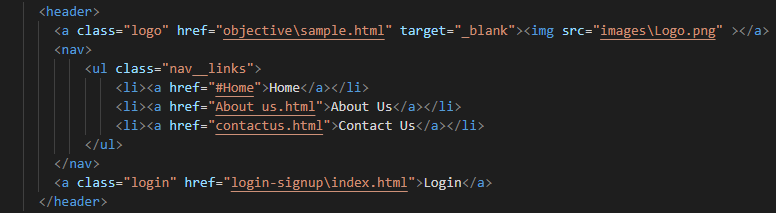 <header>
<a class="logo" href="objective\sample.html" target="_blank"><img src="images\Logo.png" ></a>
<nav>
<ul class="nav__links">
<li><a href="#Home">Home</a></li>
<li><a href="About us.html">About Us</a></li>
<li><a href="contactus.html">Contact Us</a></li>
</ul>
</nav>
<a class="login" href="login-signup\index.html">Login</a>
</header>